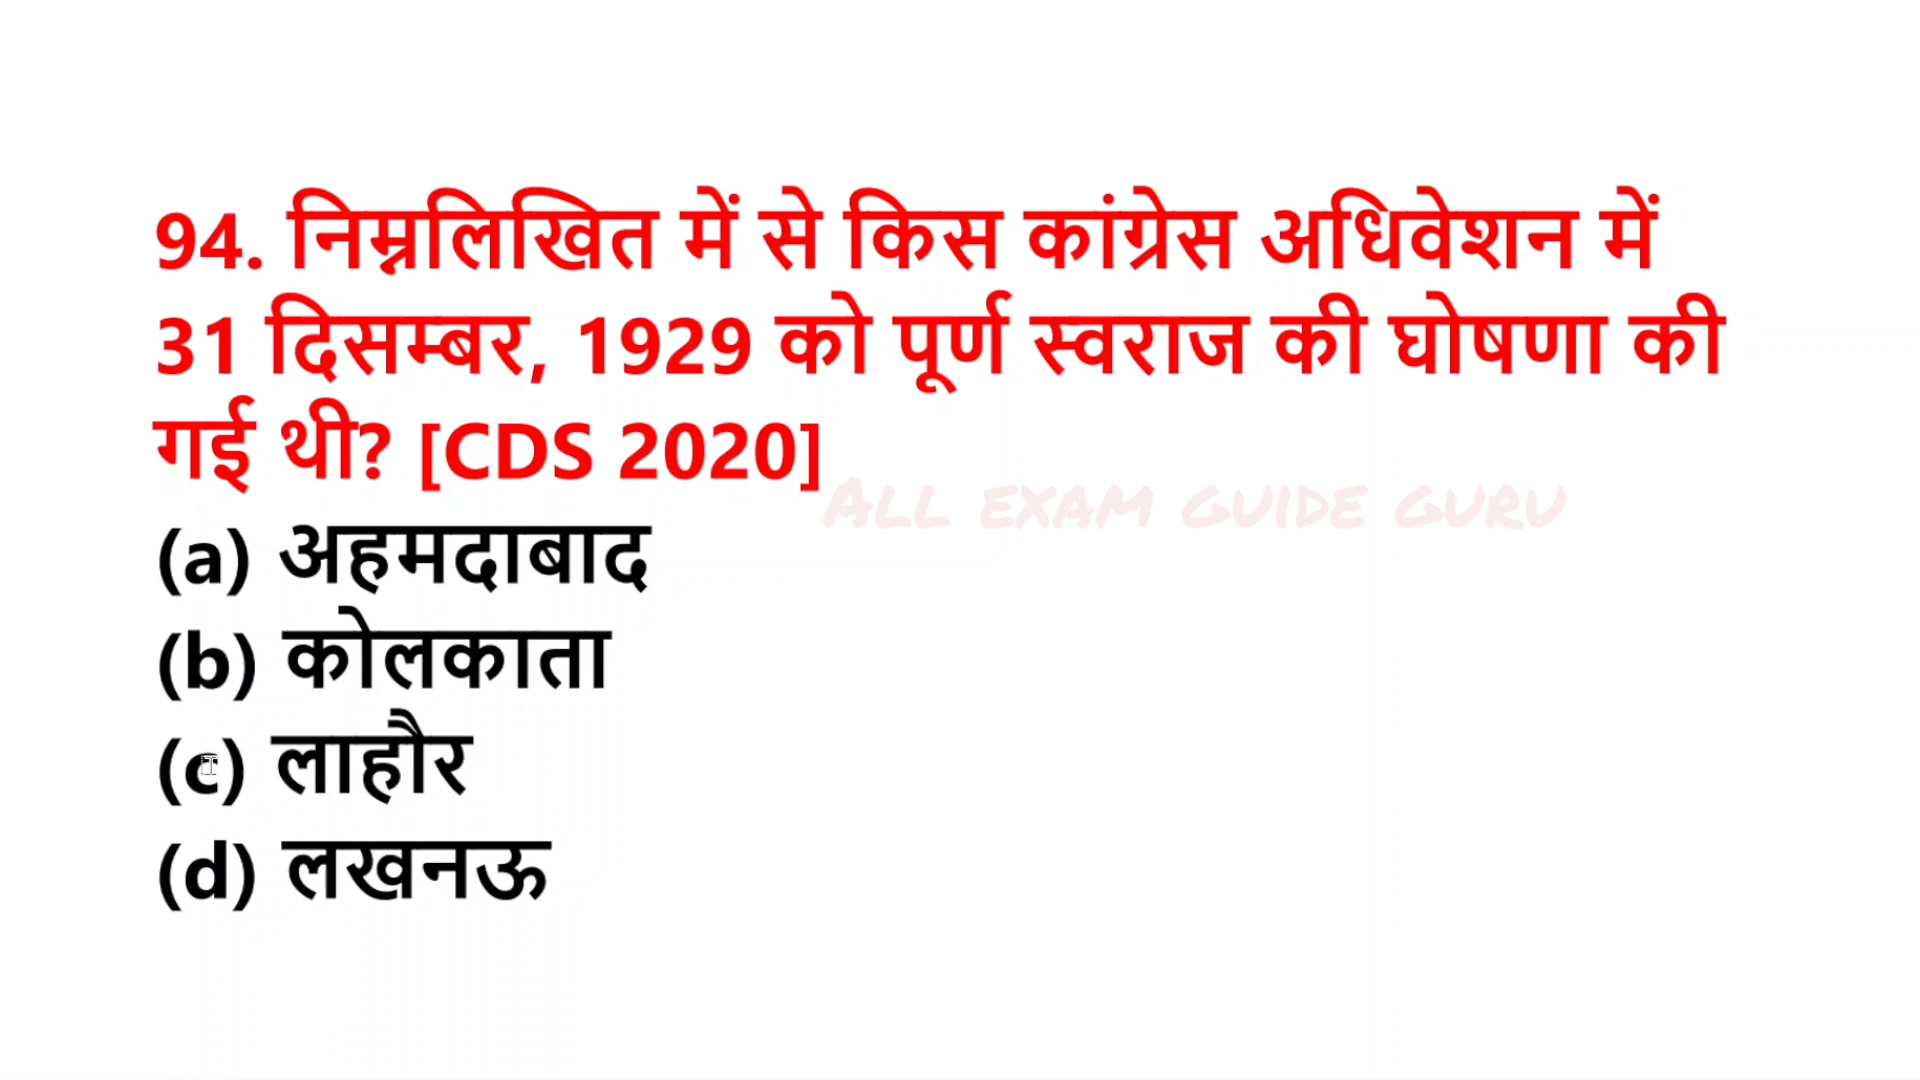 94. निम्नलिखित में से किस कांग्रेस अधिवेशन में
31 दिसम्बर, 1929 को पूर्ण स्वराज की घोषणा की
गई थी? [CDS 2020]
ALL EXAM GUIDE GURU
(a) अहमदाबाद
(b) कोलकाता
(c) लाहौर
(d) लखनऊ